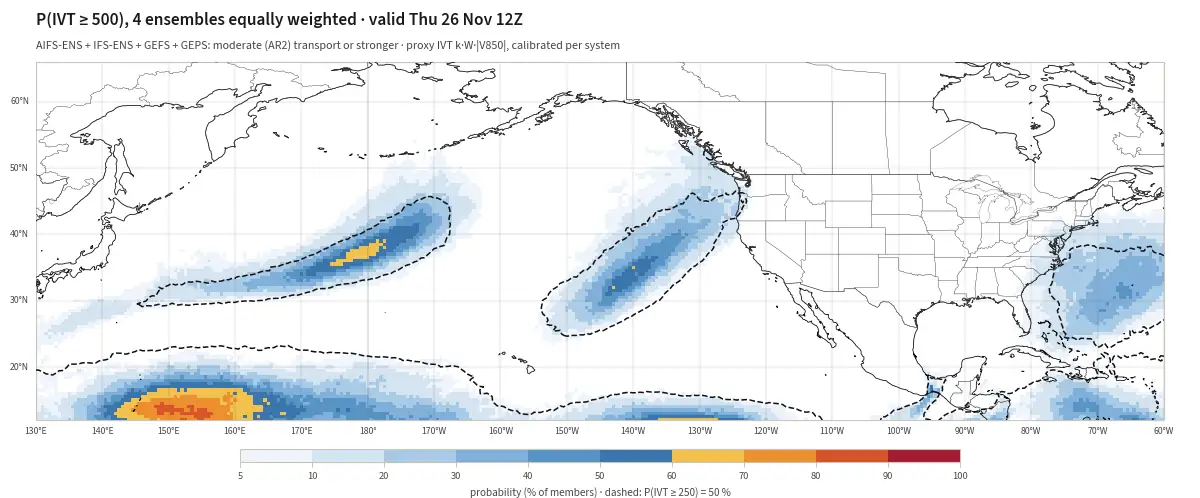 P(IVT ≥ 500), 4 ensembles equally weighted · valid Thu 26 Nov 12Z
AIFS-ENS + IFS-ENS + GEFS + GEPS: moderate (AR2) transport or stronger · proxy IVT k·W·|V850|, calibrated per system
60°N
50°N
40°N
30°N
20°N
130°E 140°E 150°E 160°E 170°E 180° 170°W 160°W 150°W 140°W 130°W 120°W 110°W 100°W 90°W 80°W 70°W 60°W
5 10 20 30 40 50 60 70 80 90 100
probability (% of members) · dashed: P(IVT ≥ 250) = 50 %